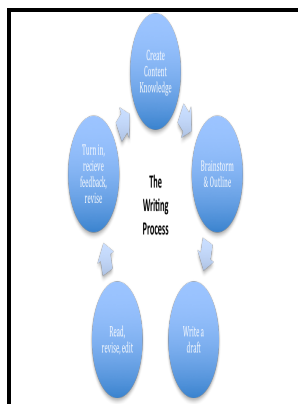 Create
Content
Knowledge
Brainstorm
& Outline
Write a
draft
Read,
revise, edit
Turn in,
recieve
feedback,
revise
The
Writing
Process